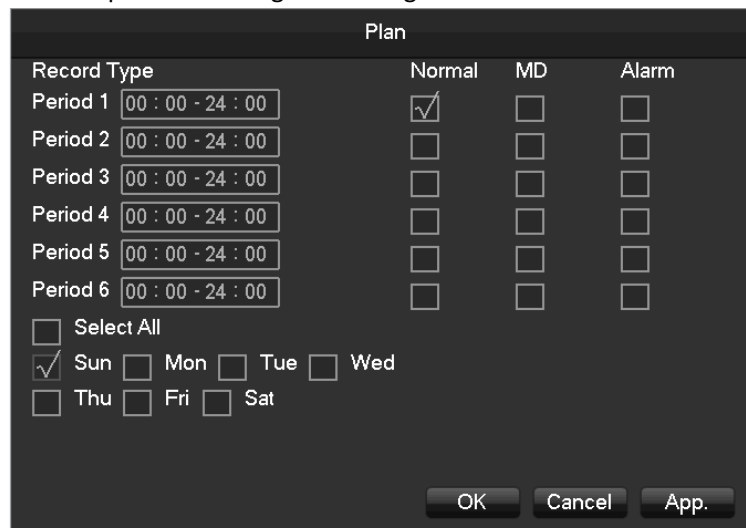 Plan
Record Type Normal MD Alarm
Period 1 00 : 00 - 24 : 00
Period 2 00 : 00 - 24 : 00
Period 3 00 : 00 - 24 : 00
Period 4 00 : 00 - 24 : 00
Period 5 00 : 00 - 24 : 00
Period 6 00 : 00 - 24 : 00
Select All
Sun Mon Tue Wed
Thu Fri Sat
OK Cancel App.